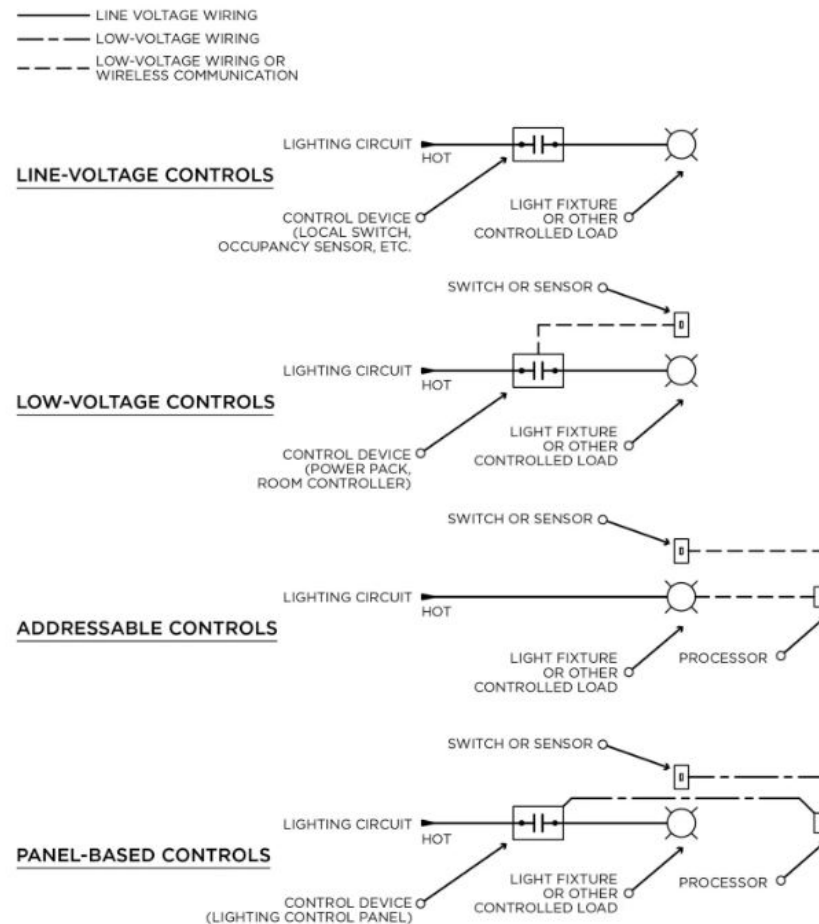 LINE VOLTAGE WIRING
LOW-VOLTAGE WIRING
LOW-VOLTAGE WIRING OR
WIRELESS COMMUNICATION
LIGHTING CIRCUIT
HOT
LINE-VOLTAGE CONTROLS
CONTROL DEVICE
(LOCAL SWITCH,
OCCUPANCY SENSOR, ETC.
LIGHT FIXTURE
OR OTHER
CONTROLLED LOAD
SWITCH OR SENSOR
LIGHTING CIRCUIT
HOT
LOW-VOLTAGE CONTROLS
CONTROL DEVICE
(POWER PACK,
ROOM CONTROLLER)
LIGHT FIXTURE
OR OTHER
CONTROLLED LOAD
SWITCH OR SENSOR
LIGHTING CIRCUIT
HOT
ADDRESSABLE CONTROLS
LIGHT FIXTURE
OR OTHER
CONTROLLED LOAD
PROCESSOR
SWITCH OR SENSOR
LIGHTING CIRCUIT
HOT
PANEL-BASED CONTROLS
CONTROL DEVICE
(LIGHTING CONTROL PANEL)
LIGHT FIXTURE
OR OTHER
CONTROLLED LOAD
PROCESSOR